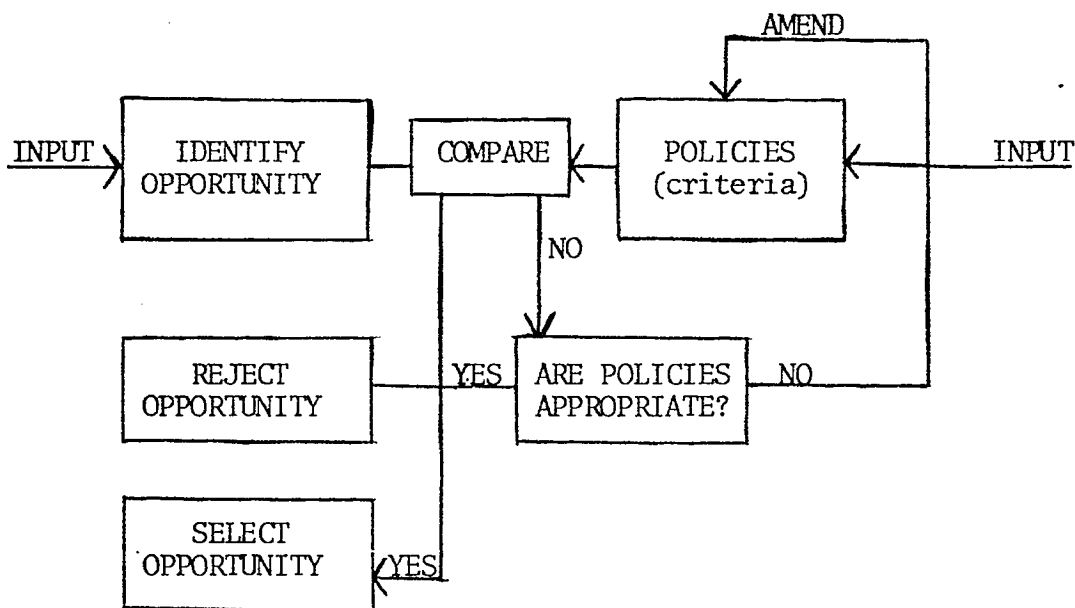 AMEND
INPUT
IDENTIFY
OPPORTUNITY
COMPARE
POLICIES
(criteria)
INPUT
NO
REJECT
OPPORTUNITY
YES
ARE POLICIES
APPROPRIATE?
NO
SELECT
OPPORTUNITY
YES